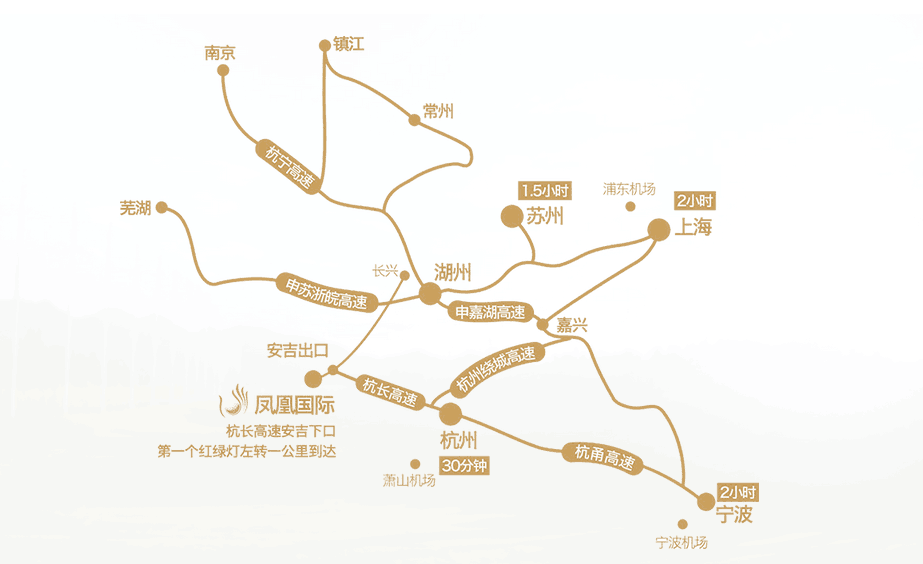 镇江
南京
常州
杭宁高速
1.5小时
浦东机场
2小时
芜湖
苏州
上海
长兴
湖州
申苏浙皖高速
申嘉湖高速
嘉兴
安吉出口
杭州绕城高速
杭长高速
凤凰国际
杭长高速安吉下口
第一个红绿灯左转一公里到达
杭州
30分钟
杭甬高速
萧山机场
2小时
宁波
宁波机场